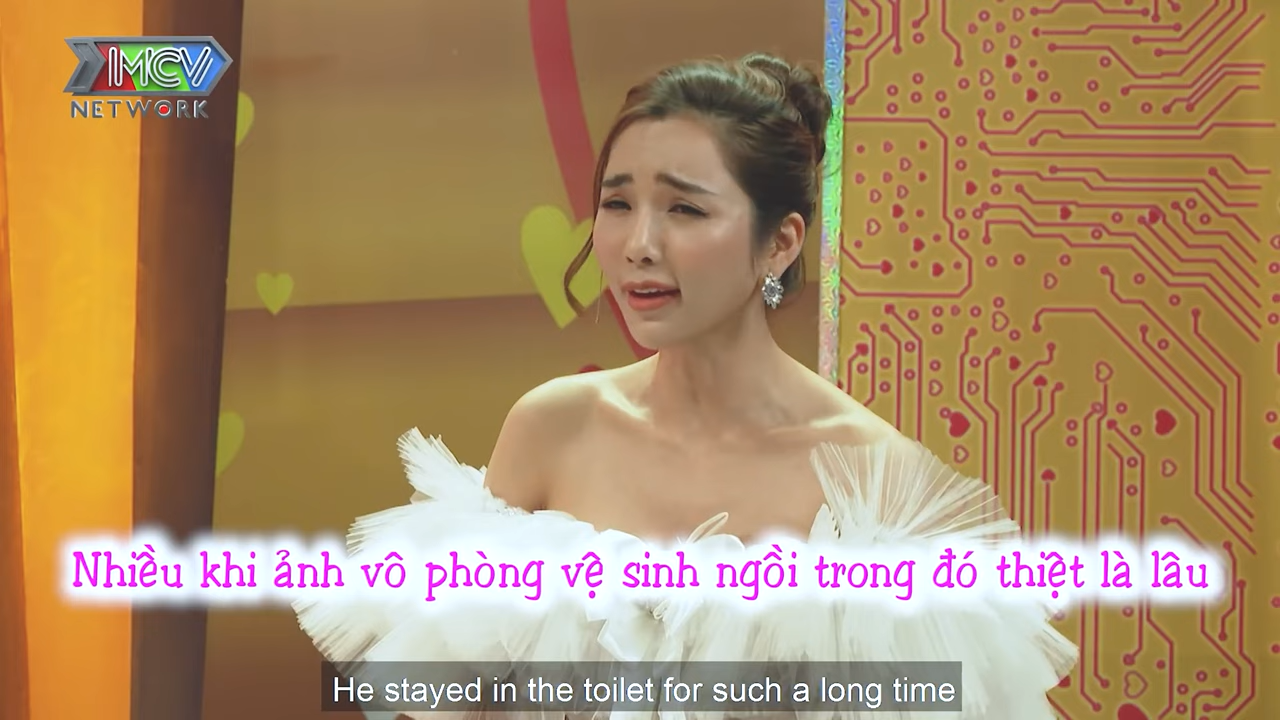 MCV
NETWORK
Nhiều khi ảnh vô phòng vệ sinh ngồi trong đó thiệt là lâu
He stayed in the toilet for such a long time